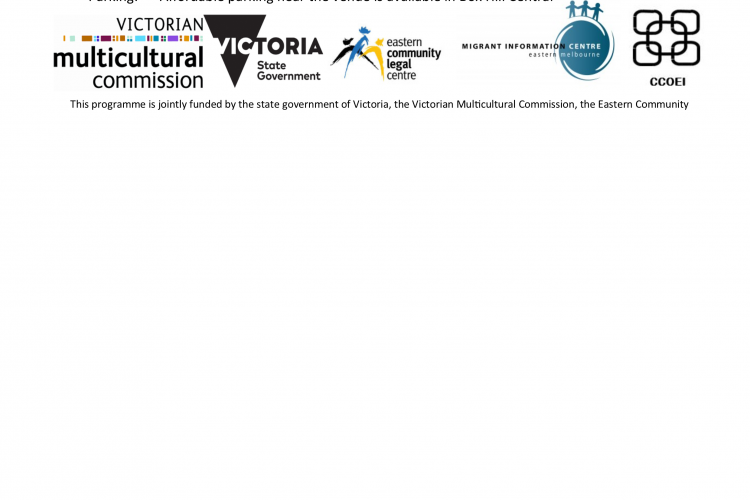 Parking: Affordable parking near the venue is available in Box Hill Central.
VICTORIAN
multicultural
commission
VICTORIA
State
Government
eastern
community
legal
centre
MIGRANT INFORMATION CENTRE
eastern melbourne
CCOEI
This programme is jointly funded by the state government of Victoria, the Victorian Multicultural Commission, the Eastern Community